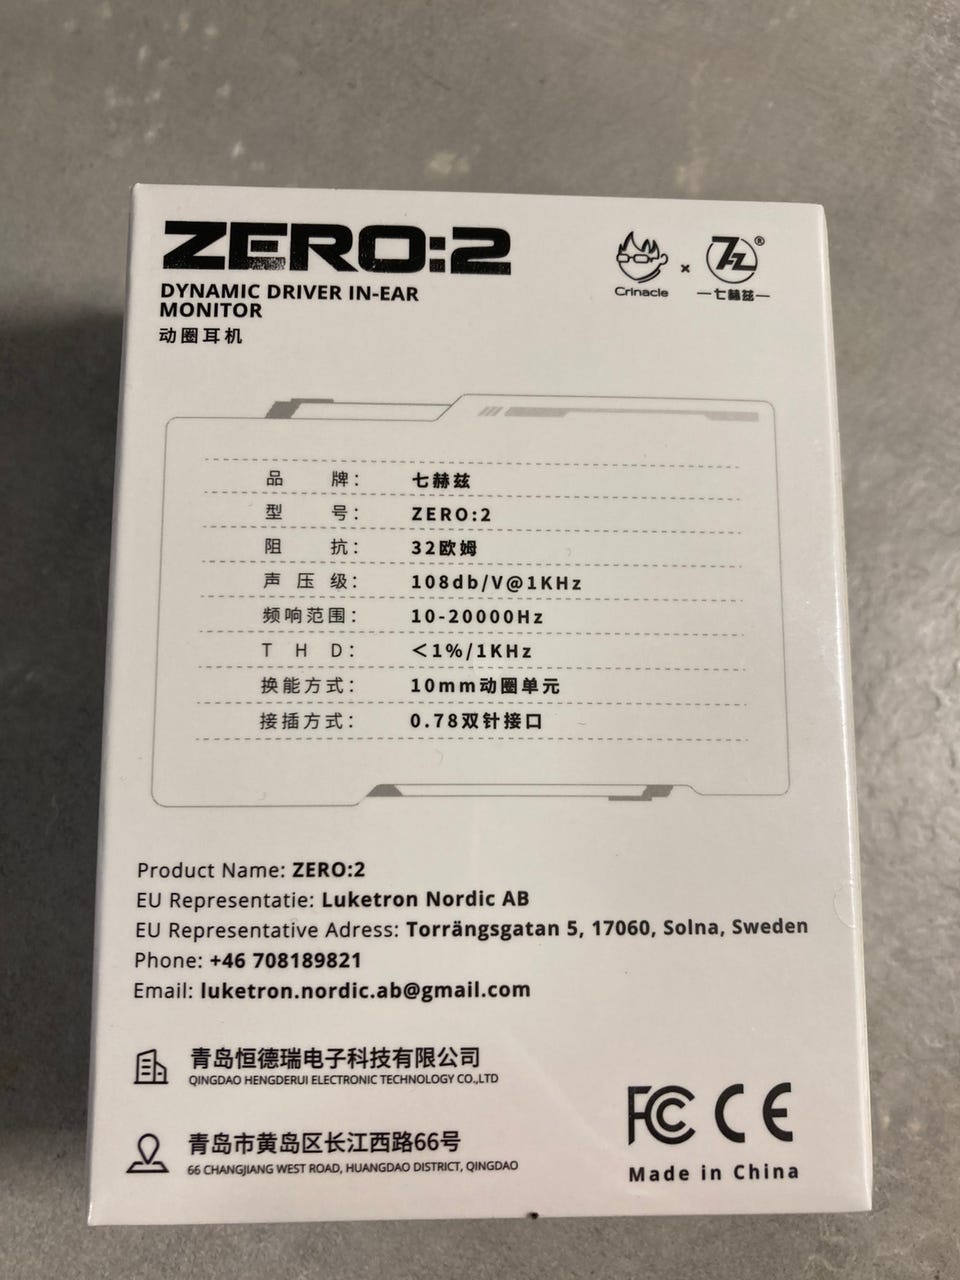 ZERO:2
DYNAMIC DRIVER IN-EAR
MONITOR
动圈耳机
Crinacle × 7Z®
七赫兹
品牌: 七赫兹
型号: ZERO:2
阻抗: 32欧姆
声压级: 108db/V@1KHz
频响范围: 10-20000Hz
THD: <1%/1KHz
换能方式: 10mm动圈单元
接插方式: 0.78双针接口
Product Name: ZERO:2
EU Representatie: Luketron Nordic AB
EU Representative Adress: Torrängsgatan 5, 17060, Solna, Sweden
Phone: +46 708189821
Email: luketron.nordic.ab@gmail.com
青岛恒德瑞电子科技有限公司
QINGDAO HENGDERUI ELECTRONIC TECHNOLOGY CO.,LTD
青岛市黄岛区长江西路66号
66 CHANGJIANG WEST ROAD, HUANGDAO DISTRICT, QINGDAO
FC CE
Made in China